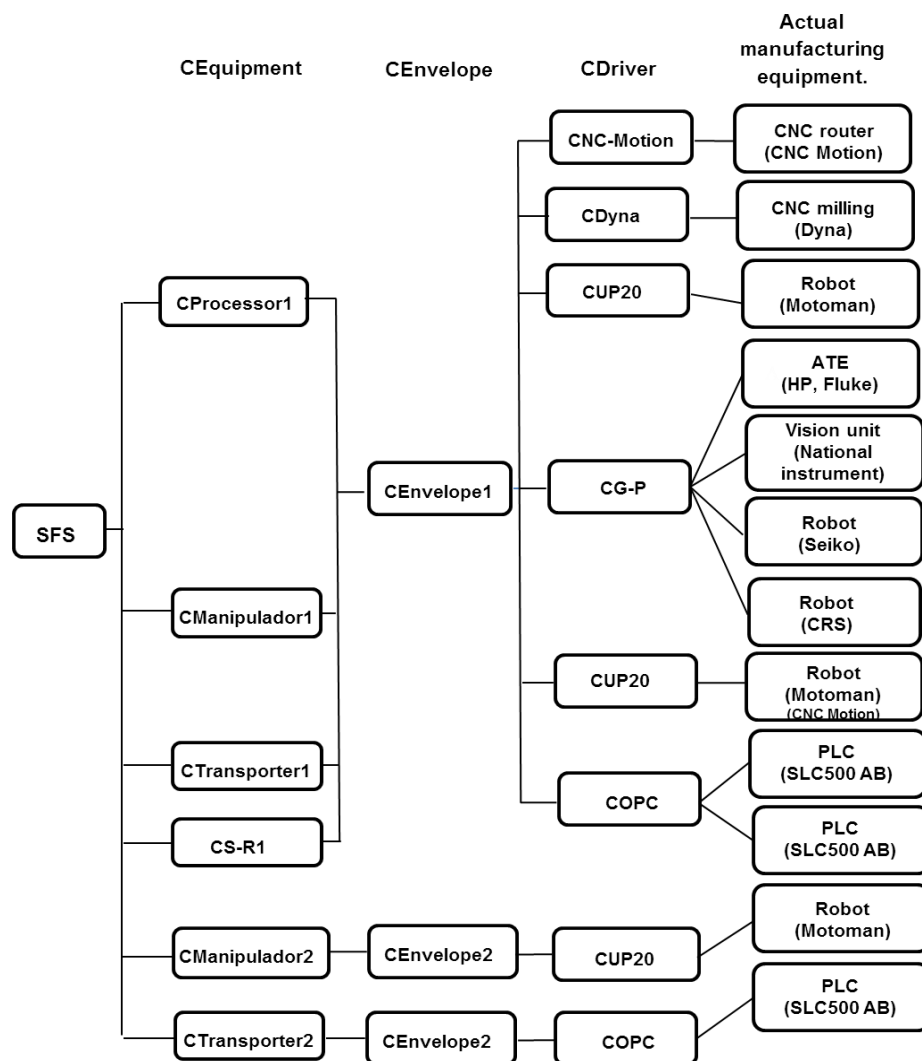 CEquipment
CEnvelope
CDriver
Actual
manufacturing
equipment.
SFS
CProcessor1
CManipulador1
CTransporter1
CS-R1
CManipulador2
CTransporter2
CEnvelope1
CEnvelope2
CEnvelope2
CNC-Motion
CDyna
CUP20
CG-P
CUP20
COPC
CUP20
COPC
CNC router
(CNC Motion)
CNC milling
(Dyna)
Robot
(Motoman)
ATE
(HP, Fluke)
Vision unit
(National
instrument)
Robot
(Seiko)
Robot
(CRS)
Robot
(Motoman)
(CNC Motion)
PLC
(SLC500 AB)
PLC
(SLC500 AB)
Robot
(Motoman)
PLC
(SLC500 AB)